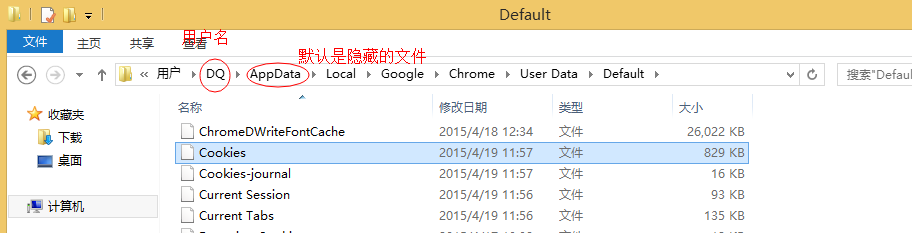 Default
文件 主页 共享 查看
用户名
默认是隐藏的文件
« 用户 DQ AppData Local Google Chrome User Data Default
搜索"Defau
收藏夹
下载
桌面
计算机
名称 修改日期 类型 大小
ChromeDWriteFontCache 2015/4/18 12:34 文件 26,022 KB
Cookies 2015/4/19 11:57 文件 829 KB
Cookies-journal 2015/4/19 11:57 文件 16 KB
Current Session 2015/4/19 11:56 文件 93 KB
Current Tabs 2015/4/19 11:56 文件 135 KB